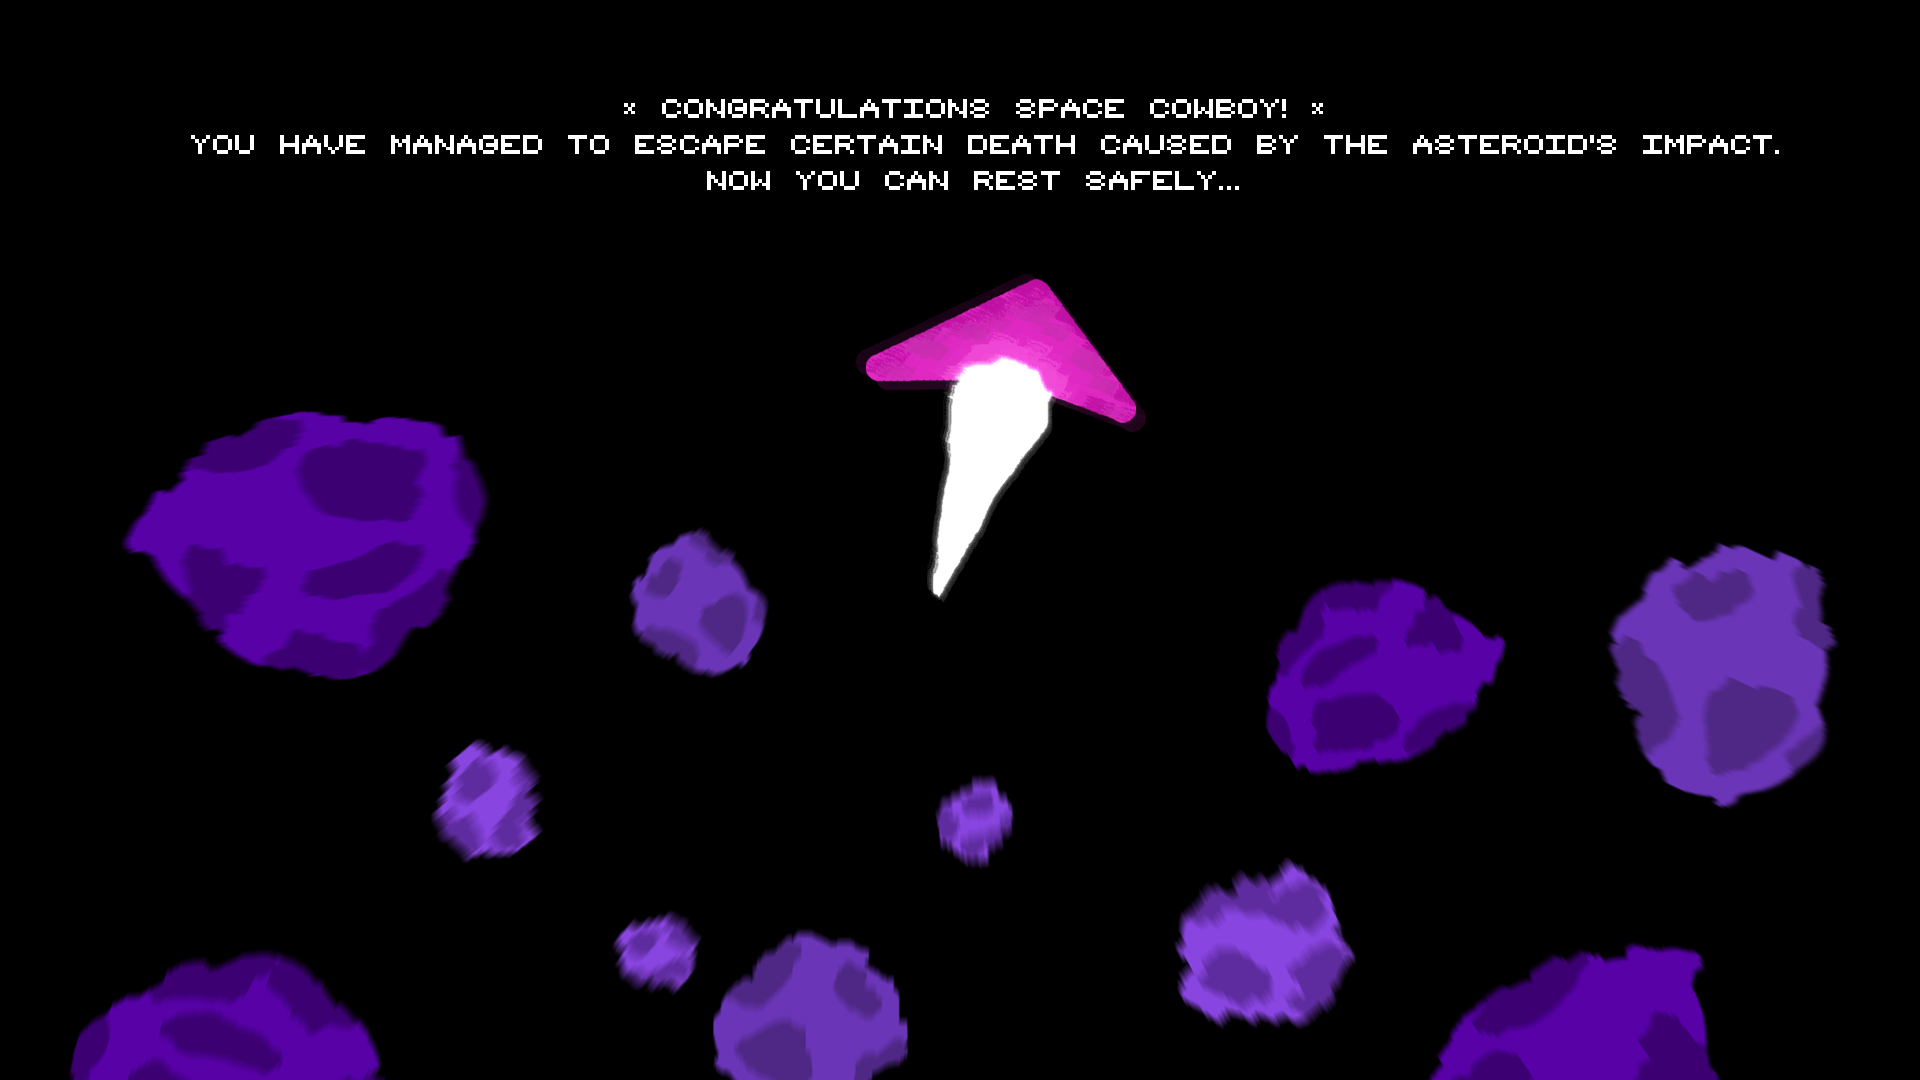 * CONGRATULATIONS SPACE COWBOY! *
YOU HAVE MANAGED TO ESCAPE CERTAIN DEATH CAUSED BY THE ASTEROID'S IMPACT.
NOW YOU CAN REST SAFELY...